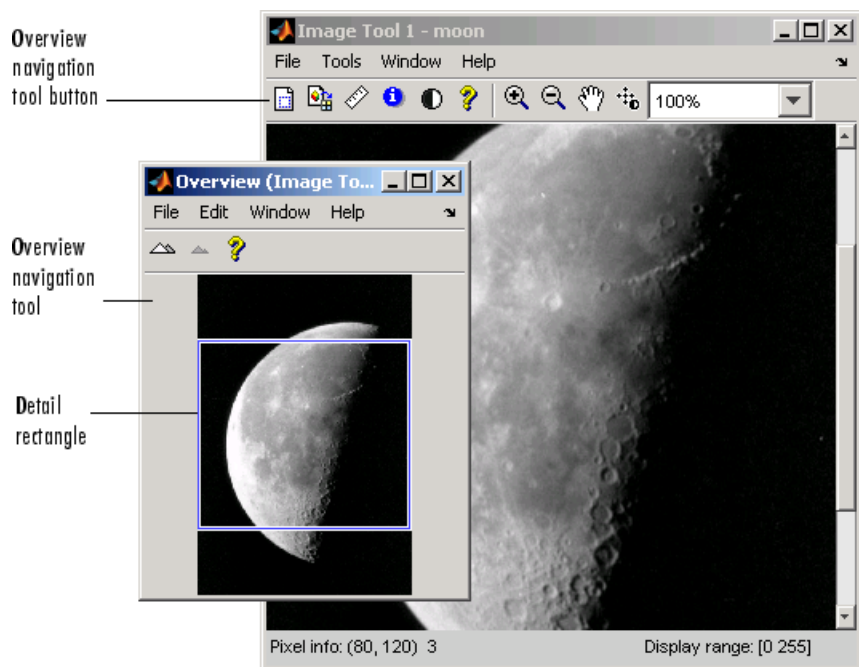 Overview
navigation
tool button
Image Tool 1 - moon
File Tools Window Help
100%
Overview (Image To...
File Edit Window Help
Overview
navigation
tool
Detail
rectangle
Pixel info: (80, 120) 3
Display range: [0 255]